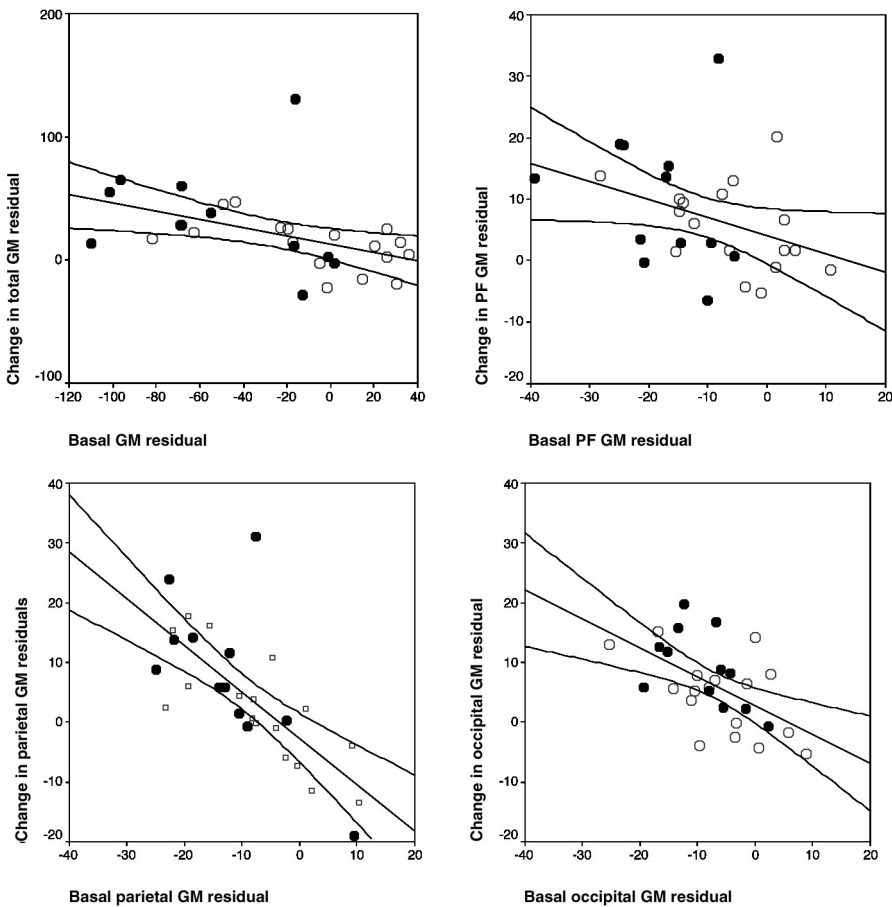 Change in total GM residual
200
100
0
-100
-120 -100 -80 -60 -40 -20 0 20 40
Basal GM residual
Change in PF GM residual
40
30
20
10
0
-10
-20
-40 -30 -20 -10 0 10 20
Basal PF GM residual
Change in parietal GM residuals
40
30
20
10
0
-10
-20
-40 -30 -20 -10 0 10 20
Basal parietal GM residual
Change in occipital GM residual
40
30
20
10
0
-10
-20
-40 -30 -20 -10 0 10 20
Basal occipital GM residual